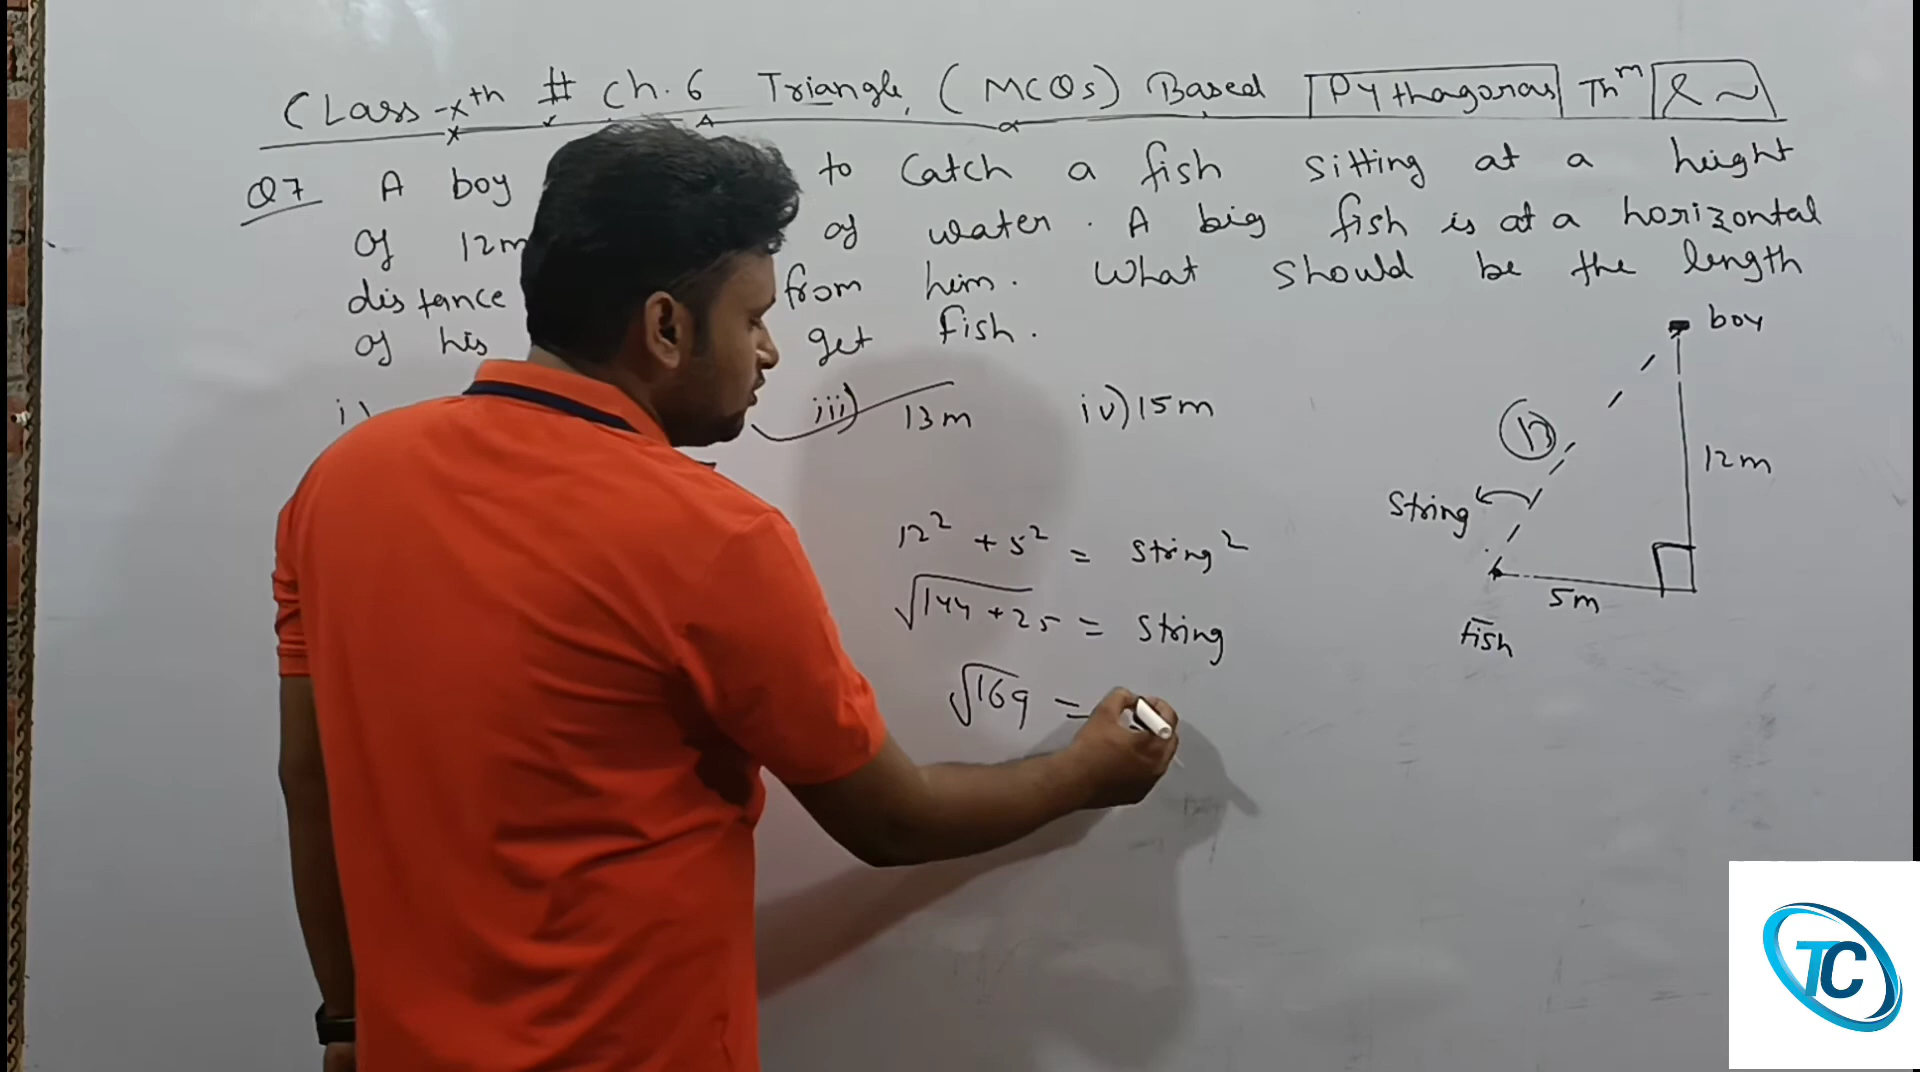 Class -xth # ch.6 Triangle, (MCQs) Based Pythagoras Thm & ~
Q7 A boy to Catch a fish sitting at a height
of 12m of water. A big fish is at a horizontal
distance from him. What should be the length
of his get fish.
i) iii) 13m iv) 15m
boy
13
12m
String
5m
fish
12² + 5² = string²
√144+25 = string
√169 =
TC